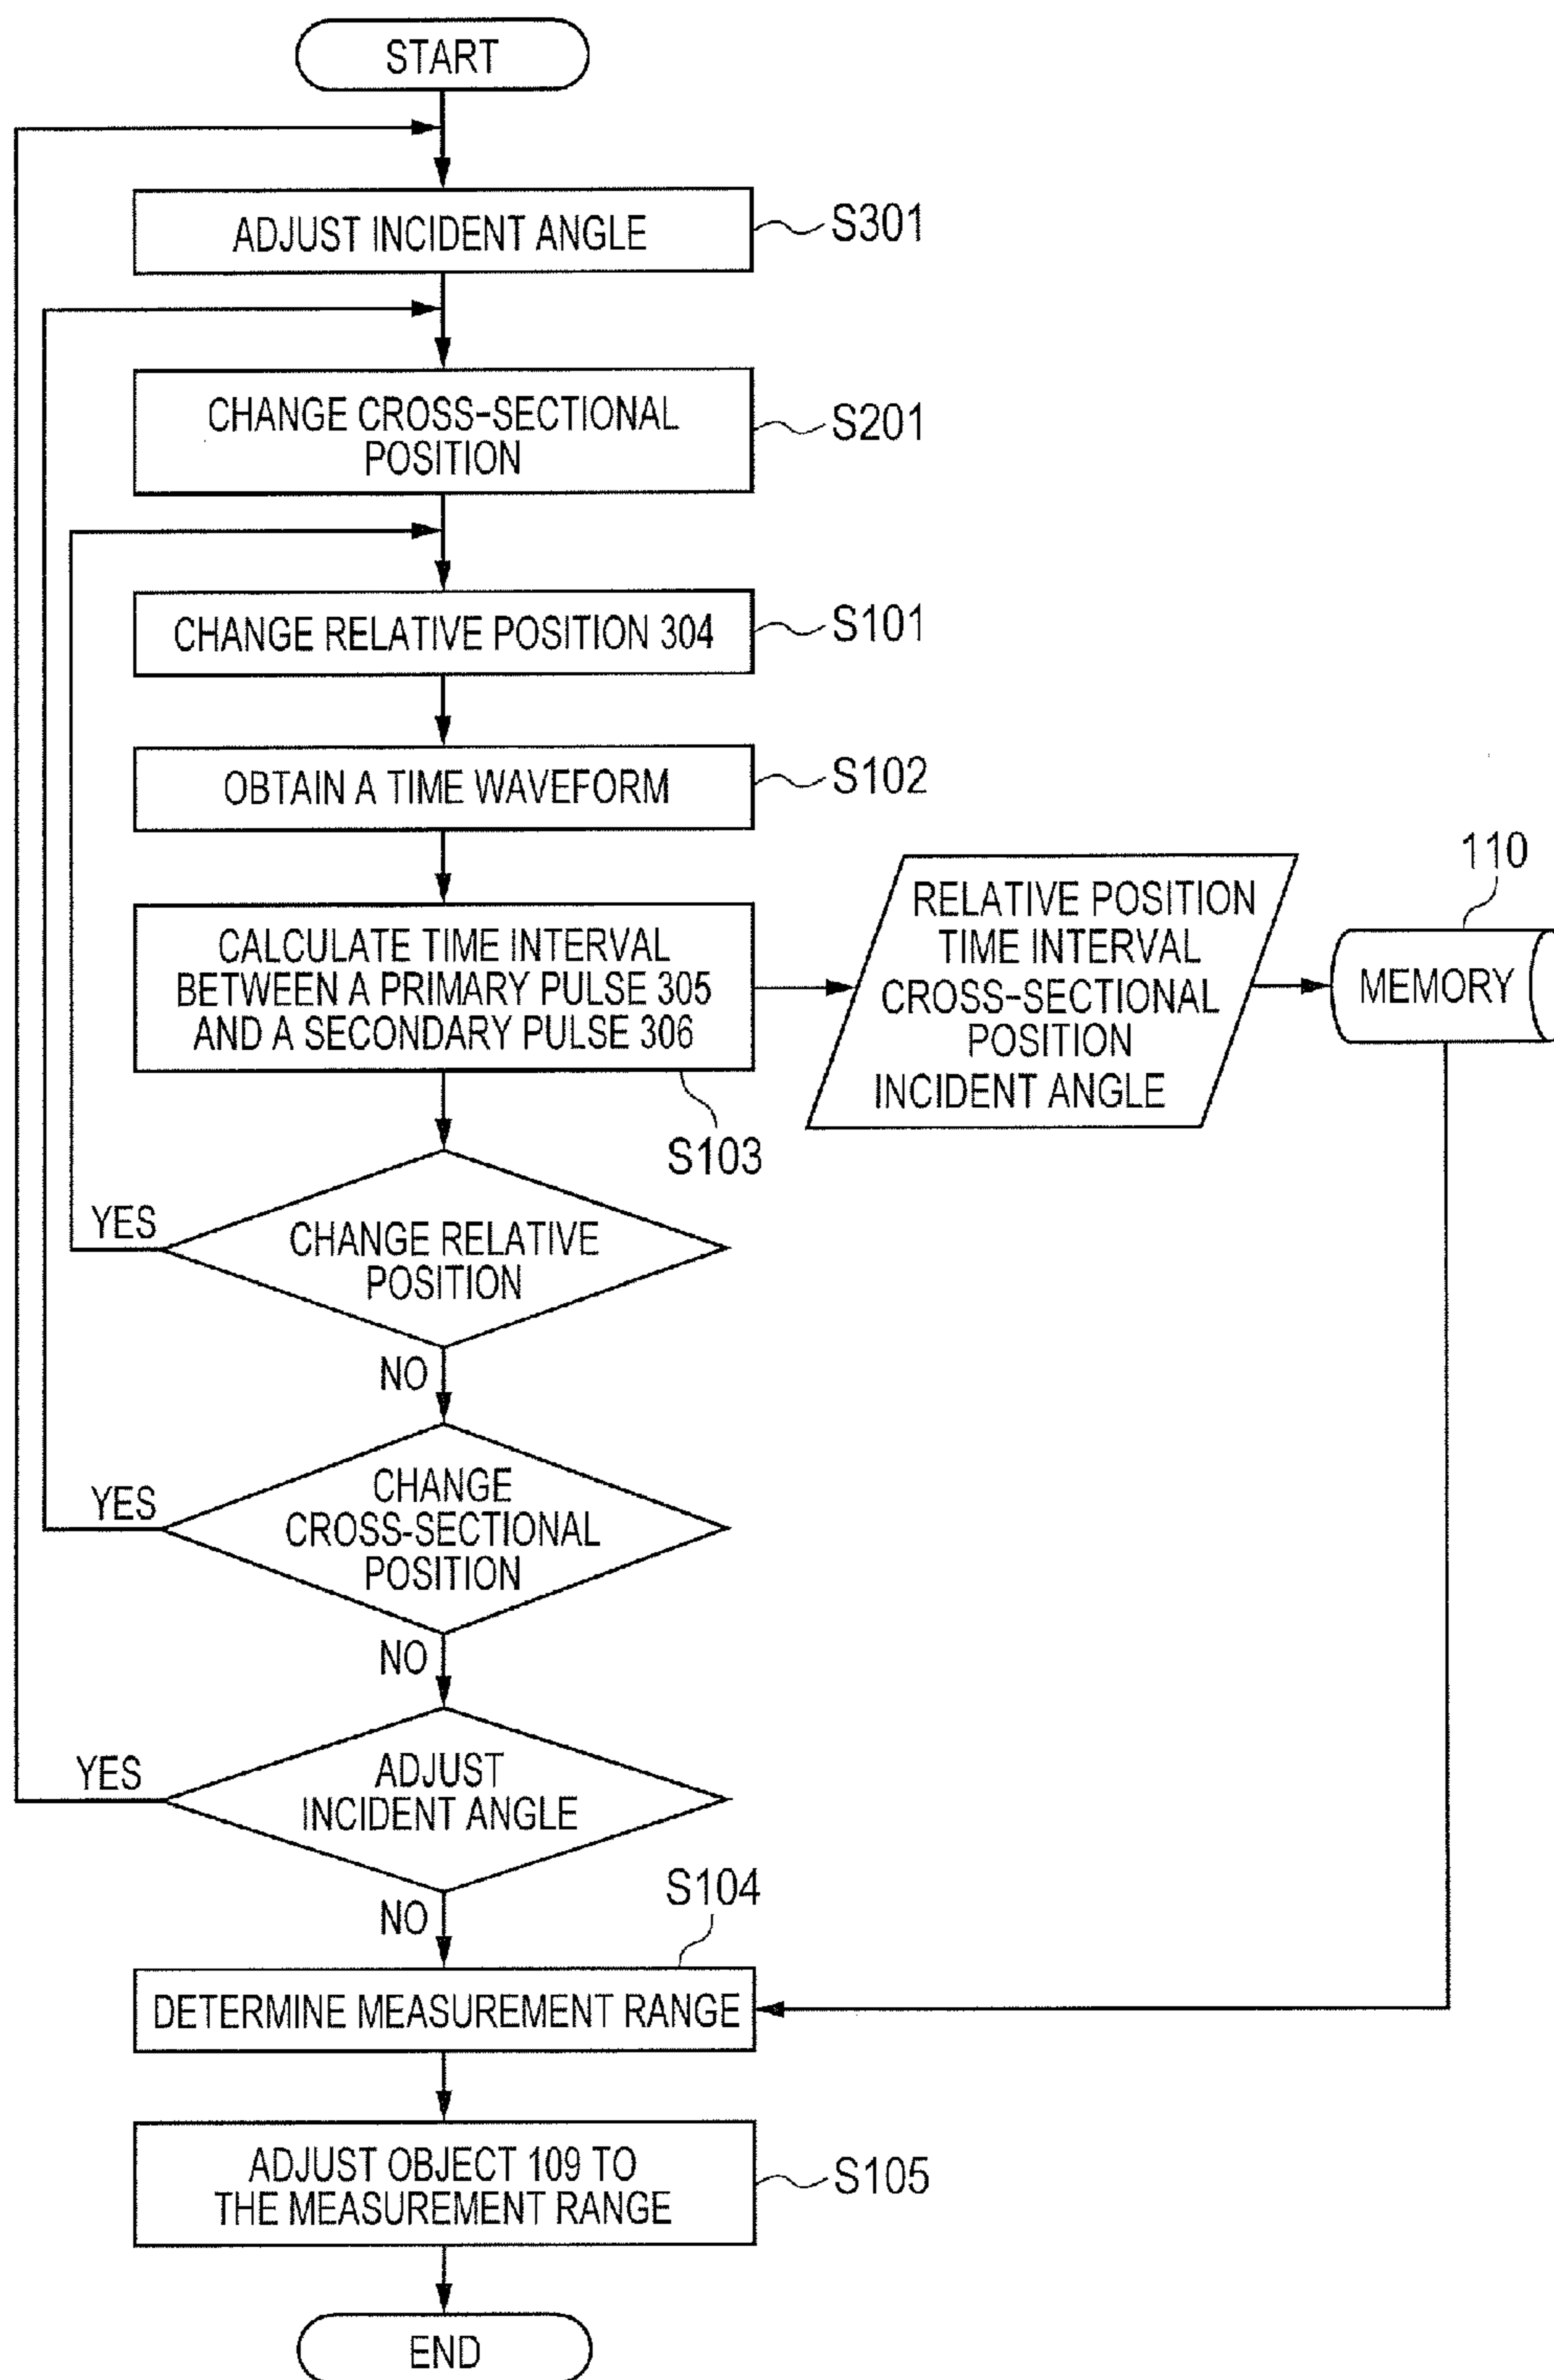 START
ADJUST INCIDENT ANGLE
S301
CHANGE CROSS-SECTIONAL
POSITION
S201
CHANGE RELATIVE POSITION 304
S101
OBTAIN A TIME WAVEFORM
S102
CALCULATE TIME INTERVAL
BETWEEN A PRIMARY PULSE 305
AND A SECONDARY PULSE 306
S103
RELATIVE POSITION
TIME INTERVAL
CROSS-SECTIONAL
POSITION
INCIDENT ANGLE
110
MEMORY
CHANGE RELATIVE
POSITION
YES
NO
CHANGE
CROSS-SECTIONAL
POSITION
YES
NO
ADJUST
INCIDENT ANGLE
YES
NO
S104
DETERMINE MEASUREMENT RANGE
ADJUST OBJECT 109 TO
THE MEASUREMENT RANGE
S105
END